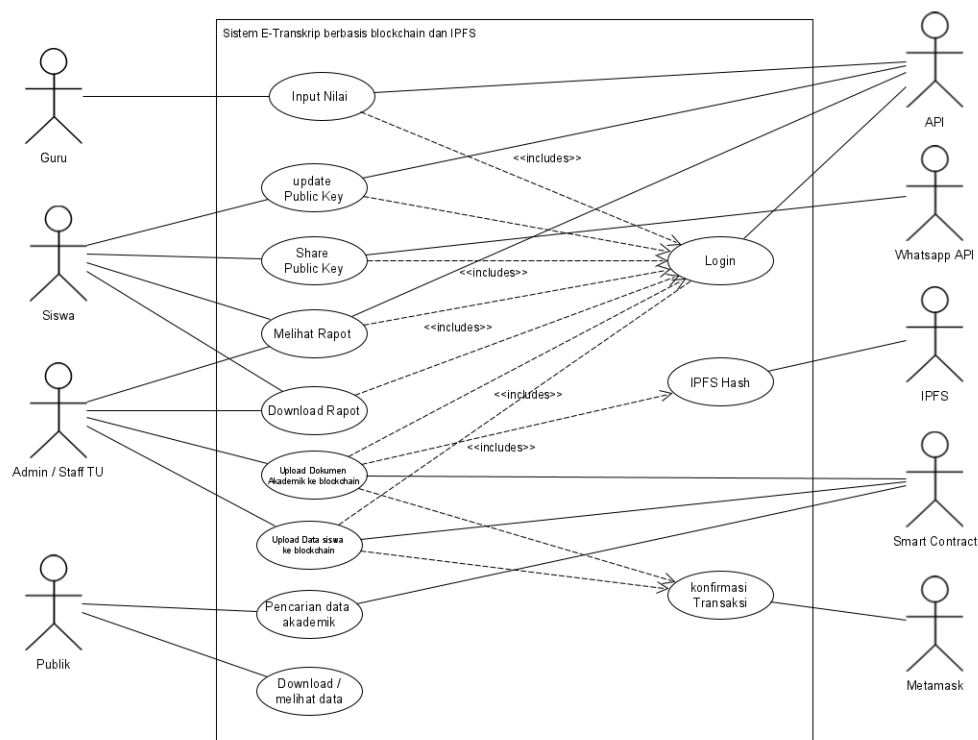 Sistem E-Transkrip berbasis blockchain dan IPFS
Guru
Siswa
Admin / Staff TU
Publik
Input Nilai
update
Public Key
Share
Public Key
Melihat Rapot
Download Rapot
Upload Dokumen
Akademik ke blockchain
Upload Data siswa
ke blockchain
Pencarian data
akademik
Download /
melihat data
<<includes>>
<<includes>>
<<includes>>
<<includes>>
<<includes>>
Login
IPFS Hash
konfirmasi
Transaksi
API
Whatsapp API
IPFS
Smart Contract
Metamask